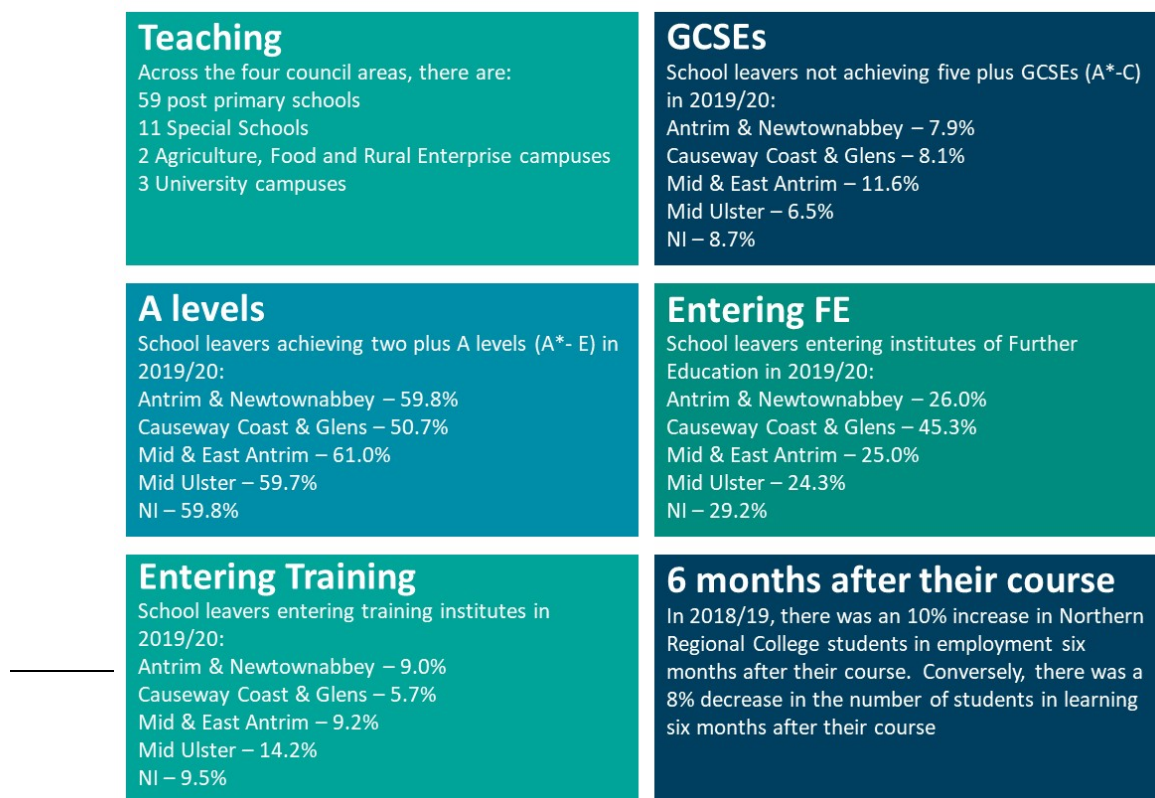 Teaching
Across the four council areas, there are:
59 post primary schools
11 Special Schools
2 Agriculture, Food and Rural Enterprise campuses
3 University campuses
GCSEs
School leavers not achieving five plus GCSEs (A*-C)
in 2019/20:
Antrim & Newtownabbey – 7.9%
Causeway Coast & Glens – 8.1%
Mid & East Antrim – 11.6%
Mid Ulster – 6.5%
NI – 8.7%
A levels
School leavers achieving two plus A levels (A*- E) in
2019/20:
Antrim & Newtownabbey – 59.8%
Causeway Coast & Glens – 50.7%
Mid & East Antrim – 61.0%
Mid Ulster – 59.7%
NI – 59.8%
Entering FE
School leavers entering institutes of Further
Education in 2019/20:
Antrim & Newtownabbey – 26.0%
Causeway Coast & Glens – 45.3%
Mid & East Antrim – 25.0%
Mid Ulster – 24.3%
NI – 29.2%
Entering Training
School leavers entering training institutes in
2019/20:
Antrim & Newtownabbey – 9.0%
Causeway Coast & Glens – 5.7%
Mid & East Antrim – 9.2%
Mid Ulster – 14.2%
NI – 9.5%
6 months after their course
In 2018/19, there was an 10% increase in Northern
Regional College students in employment six
months after their course.  Conversely, there was a
8% decrease in the number of students in learning
six months after their course